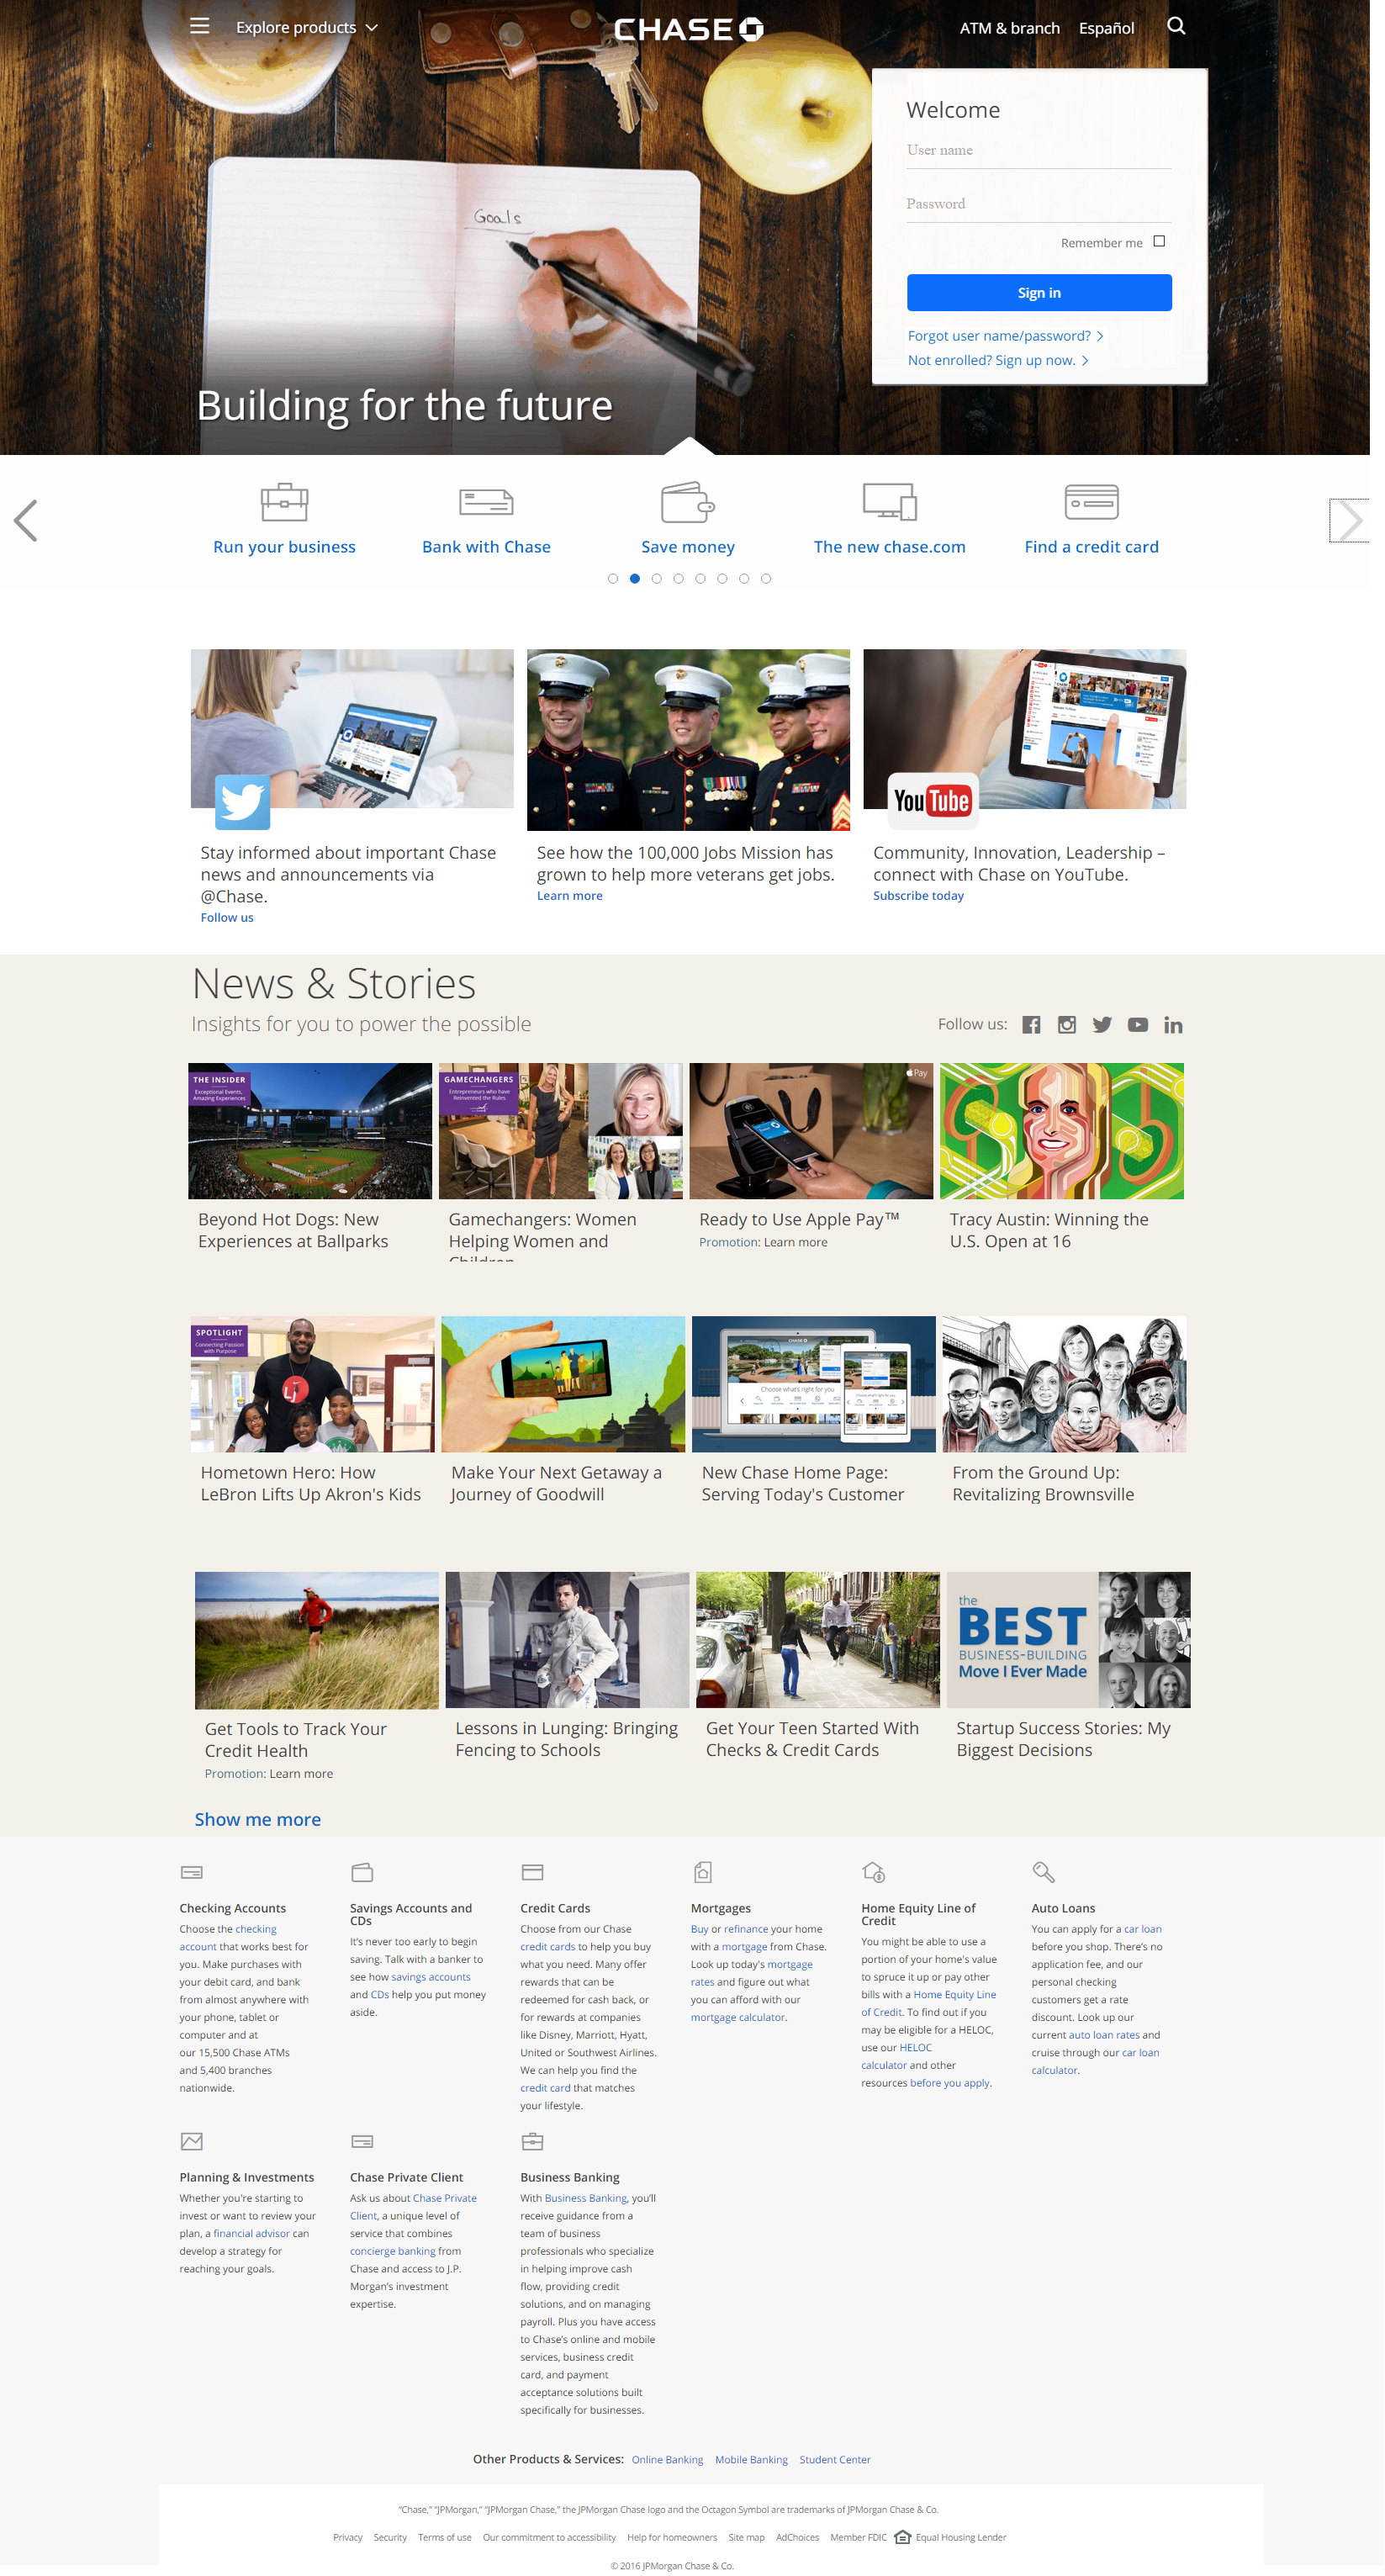 Explore products
CHASE
ATM & branch
Español
Welcome
User name
Password
Remember me
Sign in
Forgot user name/password?
Not enrolled? Sign up now.
Goals
Building for the future
Run your business
Bank with Chase
Save money
The new chase.com
Find a credit card
Stay informed about important Chase
news and announcements via
@Chase.
Follow us
See how the 100,000 Jobs Mission has
grown to help more veterans get jobs.
Learn more
YouTube
Community, Innovation, Leadership –
connect with Chase on YouTube.
Subscribe today
News & Stories
Insights for you to power the possible
Follow us:
THE INSIDER
Exceptional Events,
Amazing Experiences
Beyond Hot Dogs: New
Experiences at Ballparks
GAMECHANGERS
Entrepreneurs who have
Reinvented the Rules
Gamechangers: Women
Helping Women and
Children
Pay
Ready to Use Apple Pay™
Promotion: Learn more
Tracy Austin: Winning the
U.S. Open at 16
SPOTLIGHT
Connecting Passion
with Purpose
Hometown Hero: How
LeBron Lifts Up Akron's Kids
Make Your Next Getaway a
Journey of Goodwill
Choose what's right for you
New Chase Home Page:
Serving Today's Customer
From the Ground Up:
Revitalizing Brownsville
Get Tools to Track Your
Credit Health
Promotion: Learn more
Lessons in Lunging: Bringing
Fencing to Schools
Get Your Teen Started With
Checks & Credit Cards
the
BEST
BUSINESS-BUILDING
Move I Ever Made
Startup Success Stories: My
Biggest Decisions
Show me more
Checking Accounts
Choose the checking
account that works best for
you. Make purchases with
your debit card, and bank
from almost anywhere with
your phone, tablet or
computer and at
our 15,500 Chase ATMs
and 5,400 branches
nationwide.
Savings Accounts and
CDs
It's never too early to begin
saving. Talk with a banker to
see how savings accounts
and CDs help you put money
aside.
Credit Cards
Choose from our Chase
credit cards to help you buy
what you need. Many offer
rewards that can be
redeemed for cash back, or
for rewards at companies
like Disney, Marriott, Hyatt,
United or Southwest Airlines.
We can help you find the
credit card that matches
your lifestyle.
Mortgages
Buy or refinance your home
with a mortgage from Chase.
Look up today's mortgage
rates and figure out what
you can afford with our
mortgage calculator.
Home Equity Line of
Credit
You might be able to use a
portion of your home's value
to spruce it up or pay other
bills with a Home Equity Line
of Credit. To find out if you
may be eligible for a HELOC,
use our HELOC
calculator and other
resources before you apply.
Auto Loans
You can apply for a car loan
before you shop. There's no
application fee, and our
personal checking
customers get a rate
discount. Look up our
current auto loan rates and
cruise through our car loan
calculator.
Planning & Investments
Whether you're starting to
invest or want to review your
plan, a financial advisor can
develop a strategy for
reaching your goals.
Chase Private Client
Ask us about Chase Private
Client, a unique level of
service that combines
concierge banking from
Chase and access to J.P.
Morgan's investment
expertise.
Business Banking
With Business Banking, you'll
receive guidance from a
team of business
professionals who specialize
in helping improve cash
flow, providing credit
solutions, and on managing
payroll. Plus you have access
to Chase's online and mobile
services, business credit
card, and payment
acceptance solutions built
specifically for businesses.
Other Products & Services: Online Banking Mobile Banking Student Center
“Chase,” “JPMorgan,” “JPMorgan Chase,” the JPMorgan Chase logo and the Octagon Symbol are trademarks of JPMorgan Chase & Co.
Privacy Security Terms of use Our commitment to accessibility Help for homeowners Site map AdChoices Member FDIC Equal Housing Lender
© 2016 JPMorgan Chase & Co.